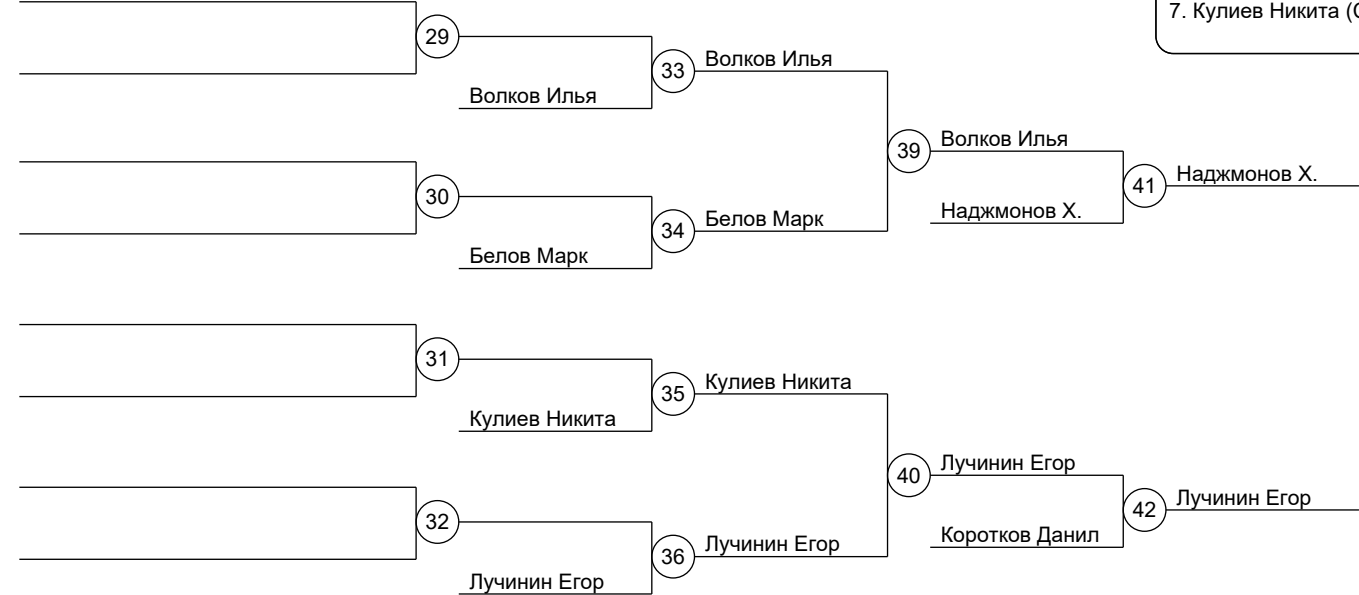 7. Кулиев Никита (
29
Волков Илья
33
Волков Илья
30
Белов Марк
34
Белов Марк
39
Волков Илья
Наджмонов Х.
41
Наджмонов Х.
31
Кулиев Никита
35
Кулиев Никита
32
Лучинин Егор
36
Лучинин Егор
40
Лучинин Егор
Коротков Данил
42
Лучинин Егор